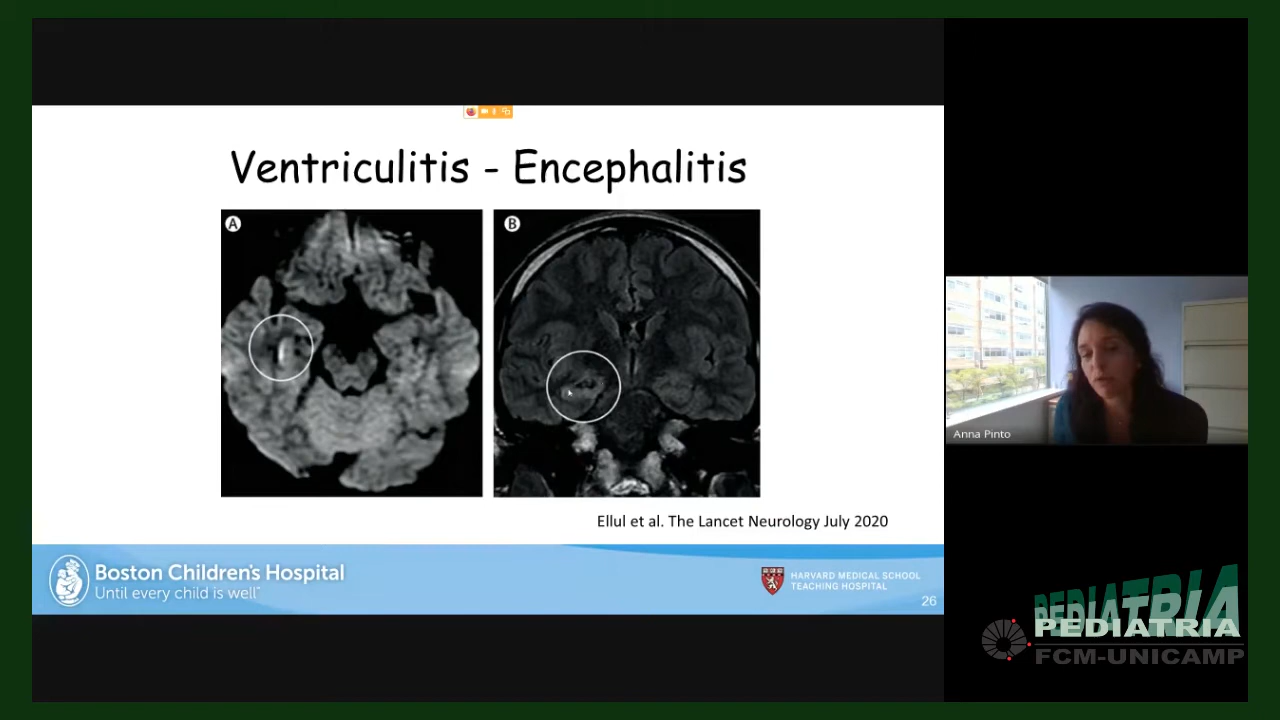 Ventriculitis - Encephalitis
A
B
Ellul et al. The Lancet Neurology July 2020
Boston Children's Hospital
Until every child is well
HARVARD MEDICAL SCHOOL
TEACHING HOSPITAL
26
Anna Pinto
PEDIATRIA
PEDIATRIA
FCM-UNICAMP